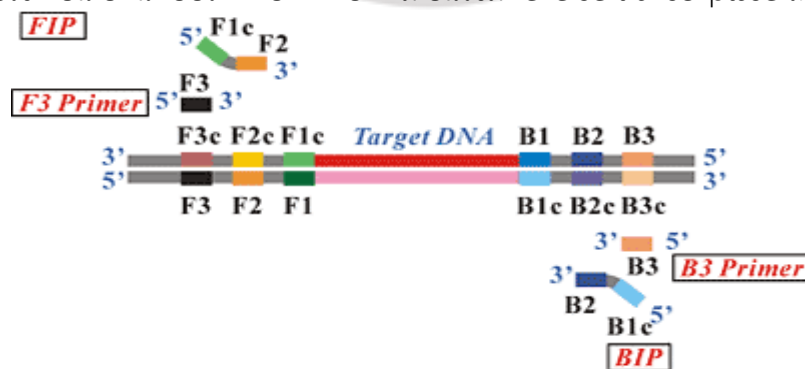 FIP
5’ F1c F2 3’
F3
F3 Primer 5’ 3’
F3c F2c F1c Target DNA B1 B2 B3
3’ 5’
5’ 3’
F3 F2 F1 B1c B2c B3c
3’ 5’
B3 B3 Primer
3’
B2 5’
B1c
BIP